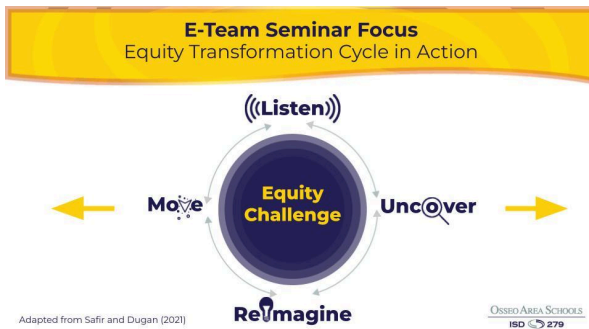 E-Team Seminar Focus
Equity Transformation Cycle in Action
Listen
Move
Equity
Challenge
Uncover
Reimagine
Adapted from Safir and Dugan (2021)
OSSEO AREA SCHOOLS
ISD 279